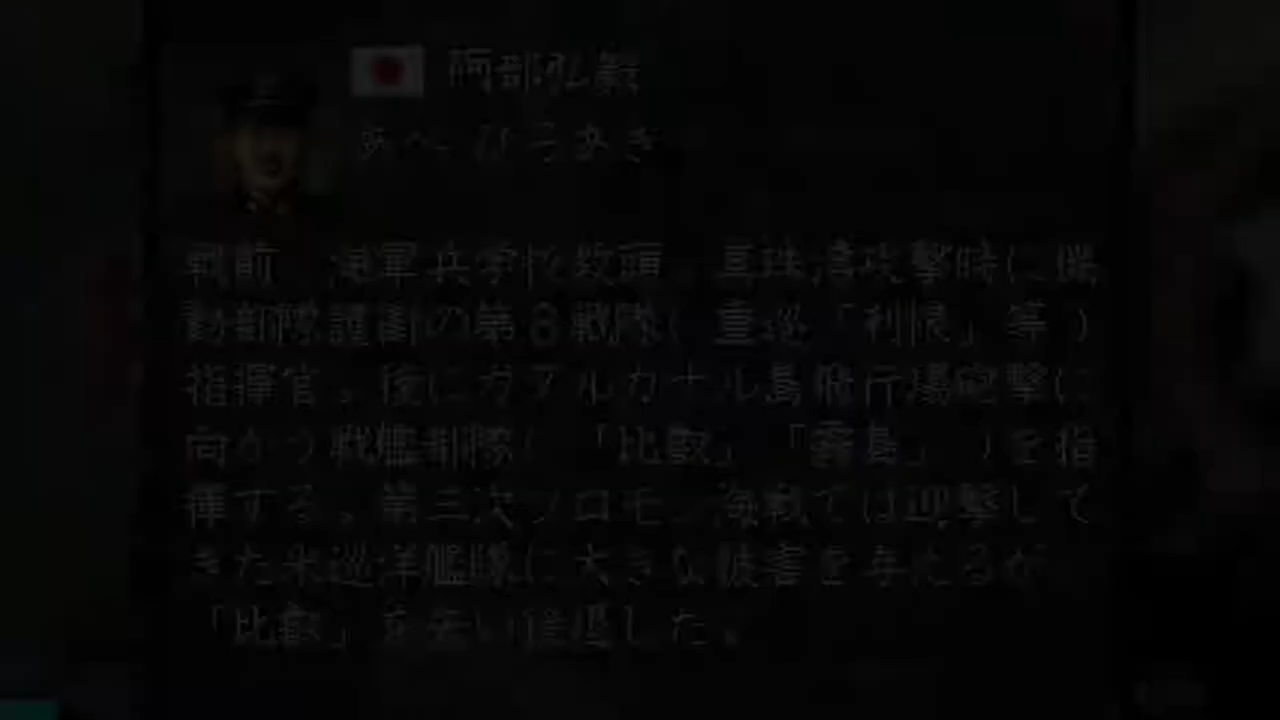 阿部弘毅
あべ ひろあき
戦前、海軍兵学校教頭。真珠湾攻撃時に機
動部隊護衛の第8戦隊（重巡「利根」等）
指揮官。後にガダルカナル島飛行場砲撃に
向かう戦艦部隊（「比叡」「霧島」）を指
揮する。第三次ソロモン海戦では迎撃して
きた米巡洋艦隊に大きな被害を与えるが
「比叡」を失い後退した。